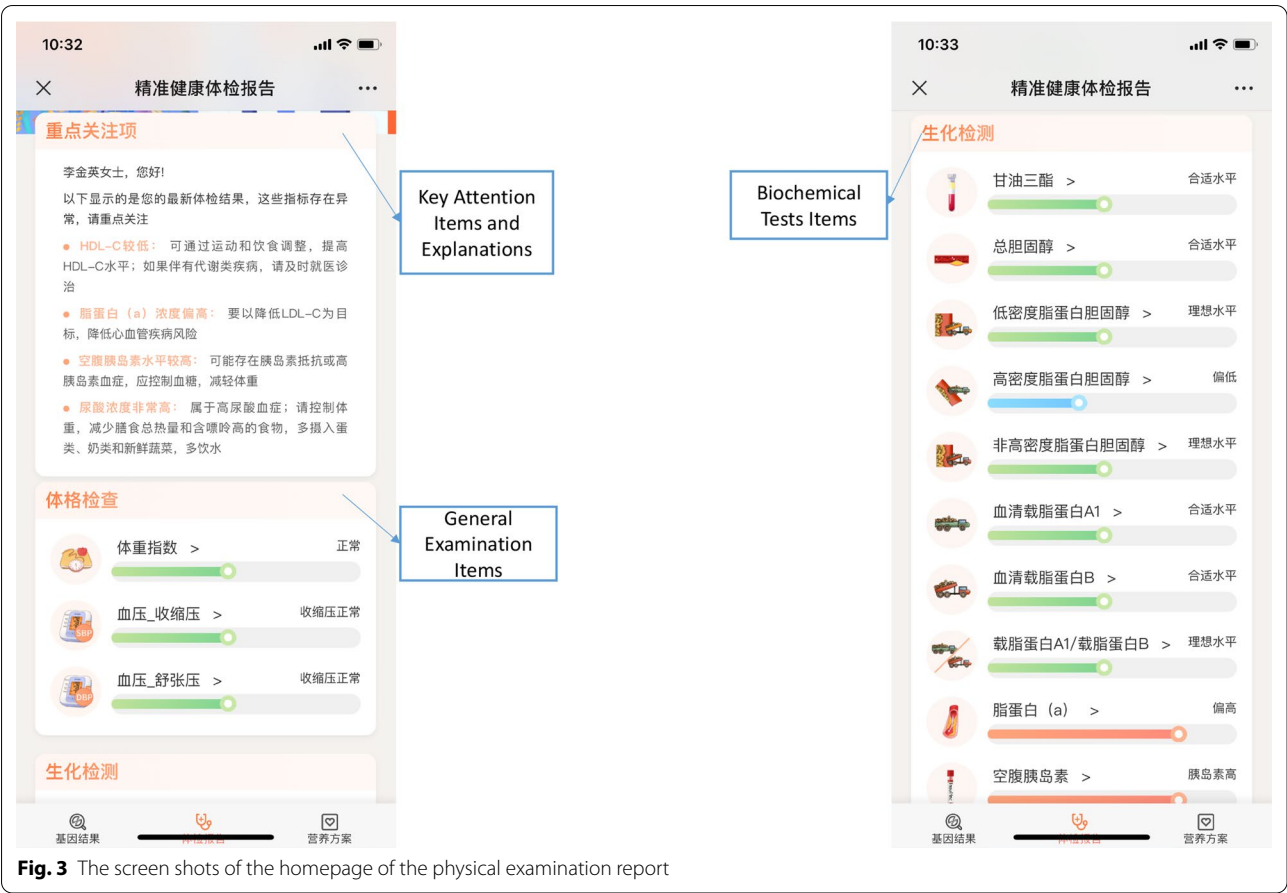 10:32
精准健康体检报告
重点关注项
李金英女士，您好!
以下显示的是您的最新体检结果，这些指标存在异
常，请重点关注
HDL-C较低： 可通过运动和饮食调整，提高
HDL-C水平；如果伴有代谢类疾病，请及时就医诊
治
脂蛋白（a）浓度偏高： 要以降低LDL-C为目
标，降低心血管疾病风险
空腹胰岛素水平较高： 可能存在胰岛素抵抗或高
胰岛素血症，应控制血糖，减轻体重
尿酸浓度非常高： 属于高尿酸血症；请控制体
重，减少膳食总热量和含嘌呤高的食物，多摄入蛋
类、奶类和新鲜蔬菜，多饮水
体格检查
体重指数 > 正常
血压_收缩压 > 收缩压正常
SBP
血压_舒张压 > 收缩压正常
DBP
生化检测
基因结果 体检报告 营养方案
Key Attention
Items and
Explanations
General
Examination
Items
Biochemical
Tests Items
10:33
精准健康体检报告
生化检测
甘油三酯 > 合适水平
总胆固醇 > 合适水平
低密度脂蛋白胆固醇 > 理想水平
高密度脂蛋白胆固醇 > 偏低
非高密度脂蛋白胆固醇 > 理想水平
血清载脂蛋白A1 > 合适水平
血清载脂蛋白B > 合适水平
载脂蛋白A1/载脂蛋白B > 理想水平
脂蛋白（a） > 偏高
空腹胰岛素 > 胰岛素高
基因结果 体检报告 营养方案
Fig. 3 The screen shots of the homepage of the physical examination report